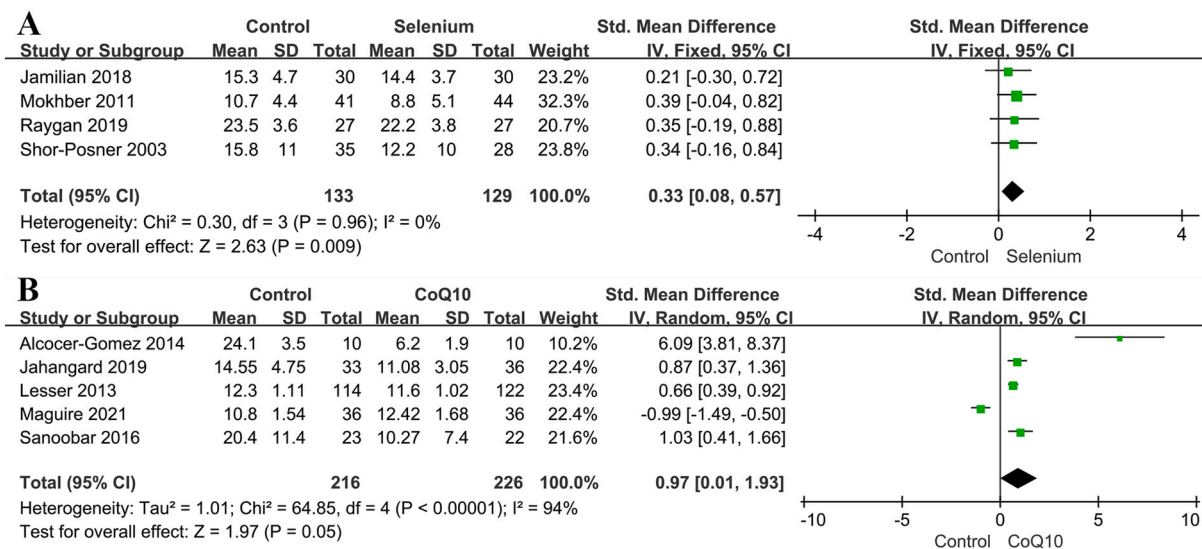 A
Control Selenium Std. Mean Difference Std. Mean Difference
Study or Subgroup Mean SD Total Mean SD Total Weight IV, Fixed, 95% CI IV, Fixed, 95% CI
Jamilian 2018 15.3 4.7 30 14.4 3.7 30 23.2% 0.21 [-0.30, 0.72]
Mokhber 2011 10.7 4.4 41 8.8 5.1 44 32.3% 0.39 [-0.04, 0.82]
Raygan 2019 23.5 3.6 27 22.2 3.8 27 20.7% 0.35 [-0.19, 0.88]
Shor-Posner 2003 15.8 11 35 12.2 10 28 23.8% 0.34 [-0.16, 0.84]
Total (95% CI) 133 129 100.0% 0.33 [0.08, 0.57]
Heterogeneity: Chi² = 0.30, df = 3 (P = 0.96); I² = 0%
Test for overall effect: Z = 2.63 (P = 0.009)
-4 -2 0 2 4
Control Selenium
B
Control CoQ10 Std. Mean Difference Std. Mean Difference
Study or Subgroup Mean SD Total Mean SD Total Weight IV, Random, 95% CI IV, Random, 95% CI
Alcocer-Gomez 2014 24.1 3.5 10 6.2 1.9 10 10.2% 6.09 [3.81, 8.37]
Jahangard 2019 14.55 4.75 33 11.08 3.05 36 22.4% 0.87 [0.37, 1.36]
Lesser 2013 12.3 1.11 114 11.6 1.02 122 23.4% 0.66 [0.39, 0.92]
Maguire 2021 10.8 1.54 36 12.42 1.68 36 22.4% -0.99 [-1.49, -0.50]
Sanoobar 2016 20.4 11.4 23 10.27 7.4 22 21.6% 1.03 [0.41, 1.66]
Total (95% CI) 216 226 100.0% 0.97 [0.01, 1.93]
Heterogeneity: Tau² = 1.01; Chi² = 64.85, df = 4 (P < 0.00001); I² = 94%
Test for overall effect: Z = 1.97 (P = 0.05)
-10 -5 0 5 10
Control CoQ10